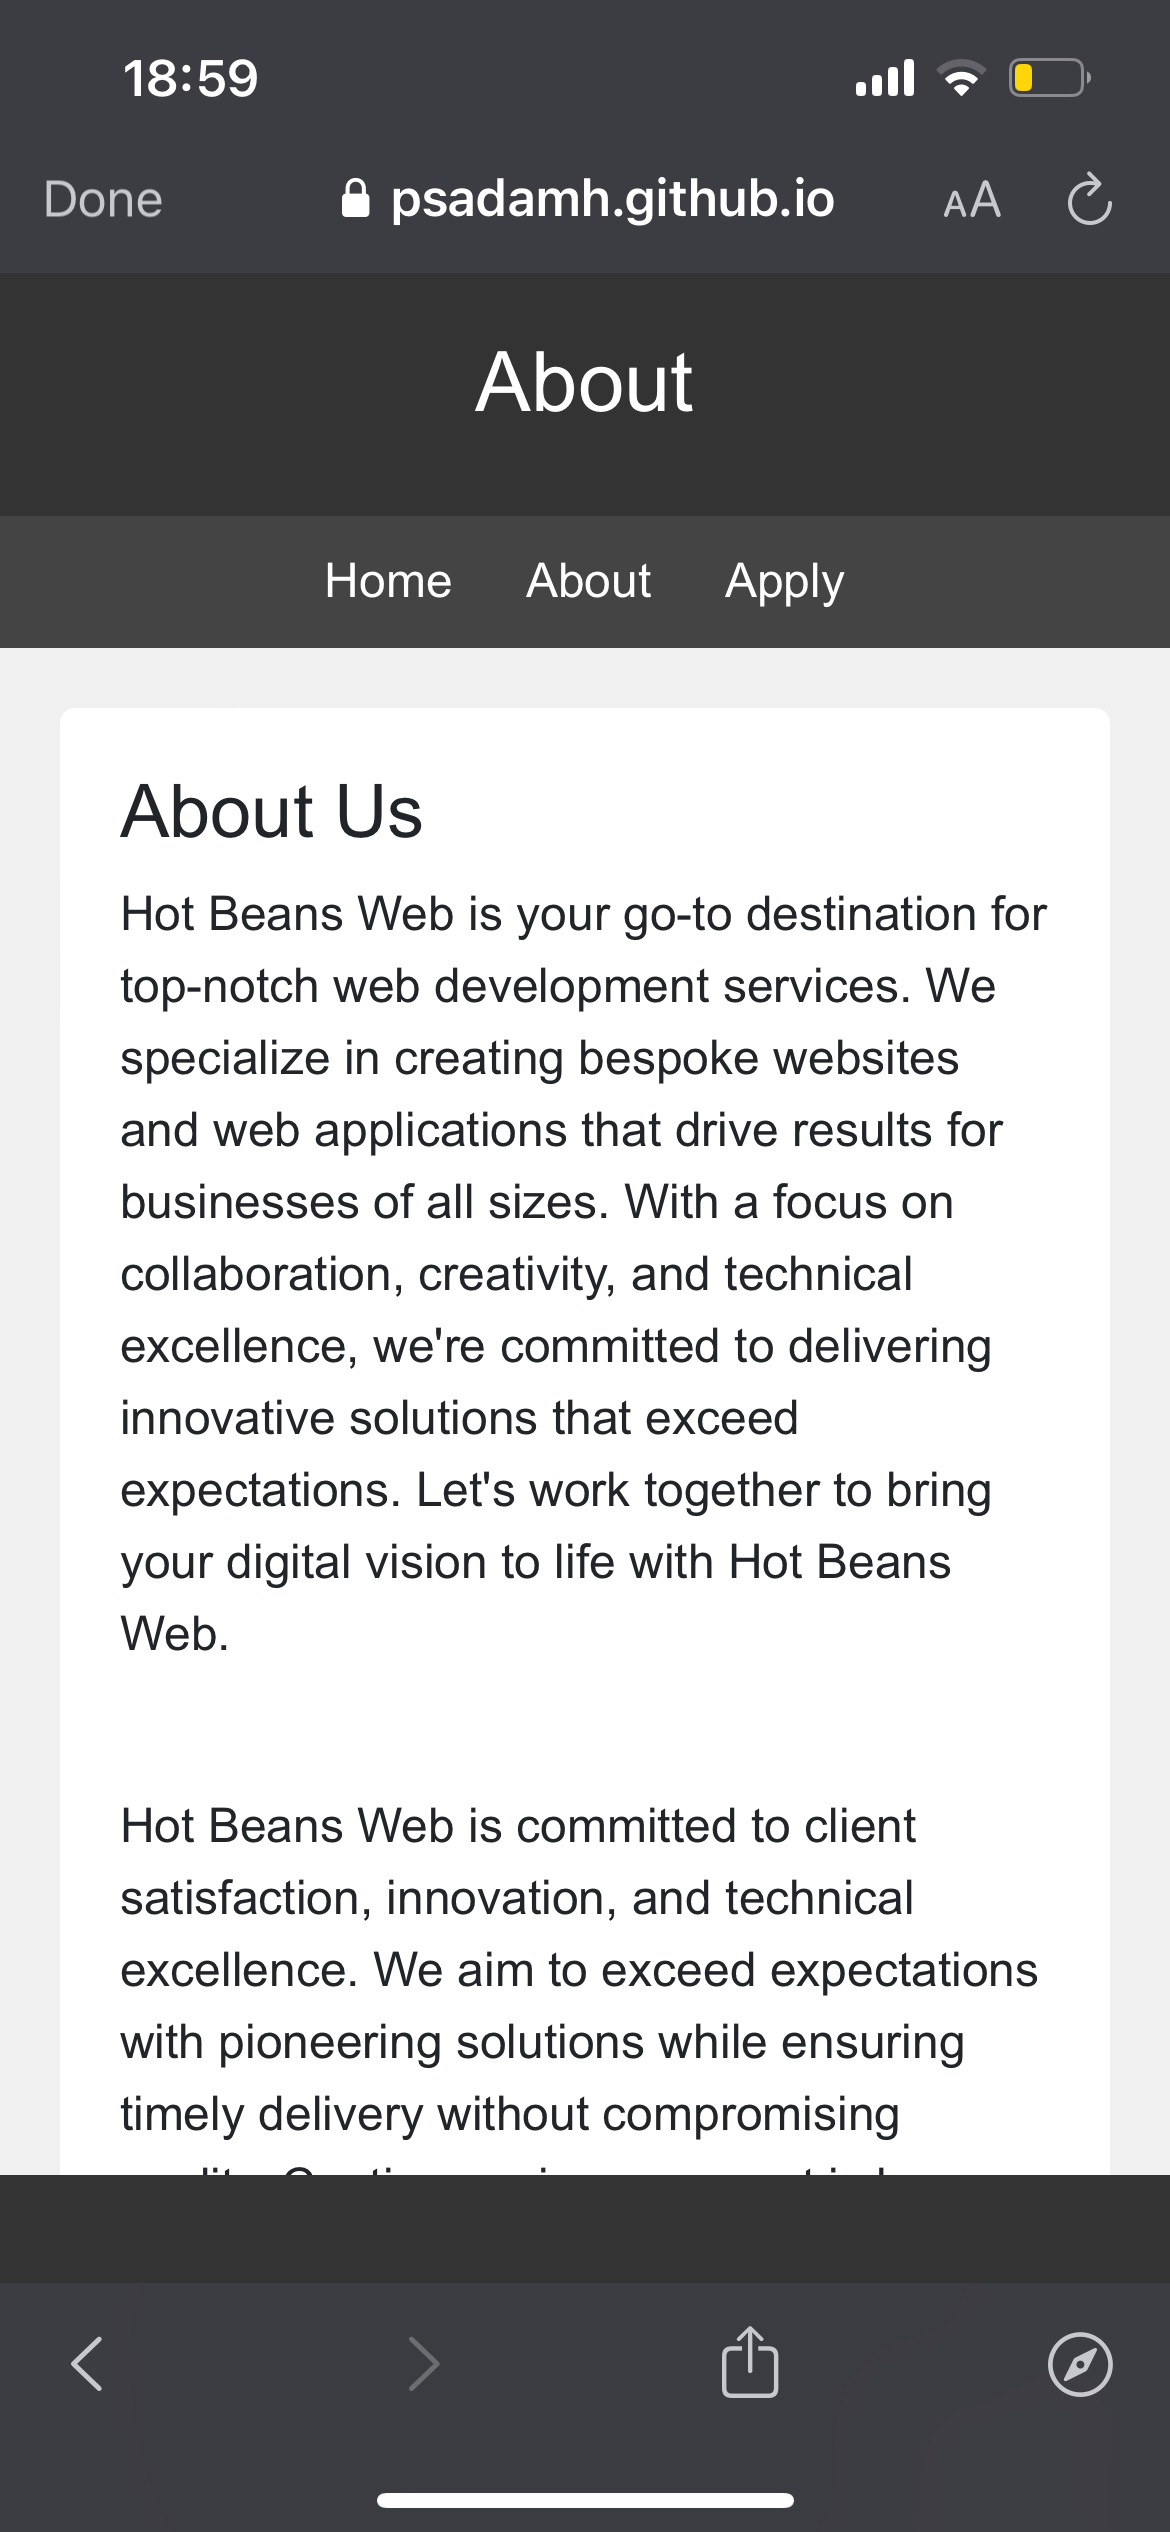 18:59
Done psadamh.github.io AA
About
Home About Apply
About Us
Hot Beans Web is your go-to destination for
top-notch web development services. We
specialize in creating bespoke websites
and web applications that drive results for
businesses of all sizes. With a focus on
collaboration, creativity, and technical
excellence, we're committed to delivering
innovative solutions that exceed
expectations. Let's work together to bring
your digital vision to life with Hot Beans
Web.
Hot Beans Web is committed to client
satisfaction, innovation, and technical
excellence. We aim to exceed expectations
with pioneering solutions while ensuring
timely delivery without compromising